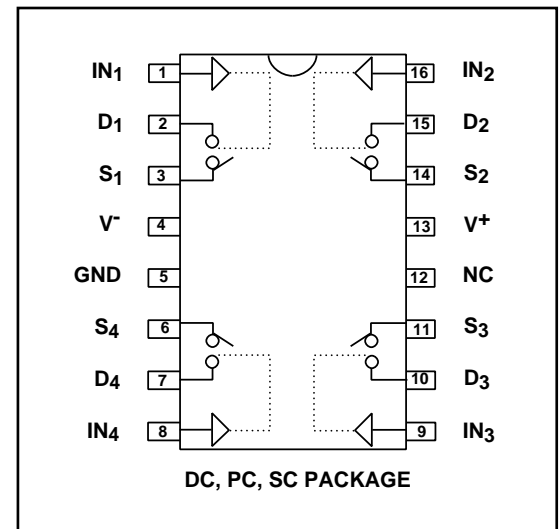 IN1 1 16 IN2
D1 2 15 D2
S1 3 14 S2
V- 4 13 V+
GND 5 12 NC
S4 6 11 S3
D4 7 10 D3
IN4 8 9 IN3
DC, PC, SC PACKAGE